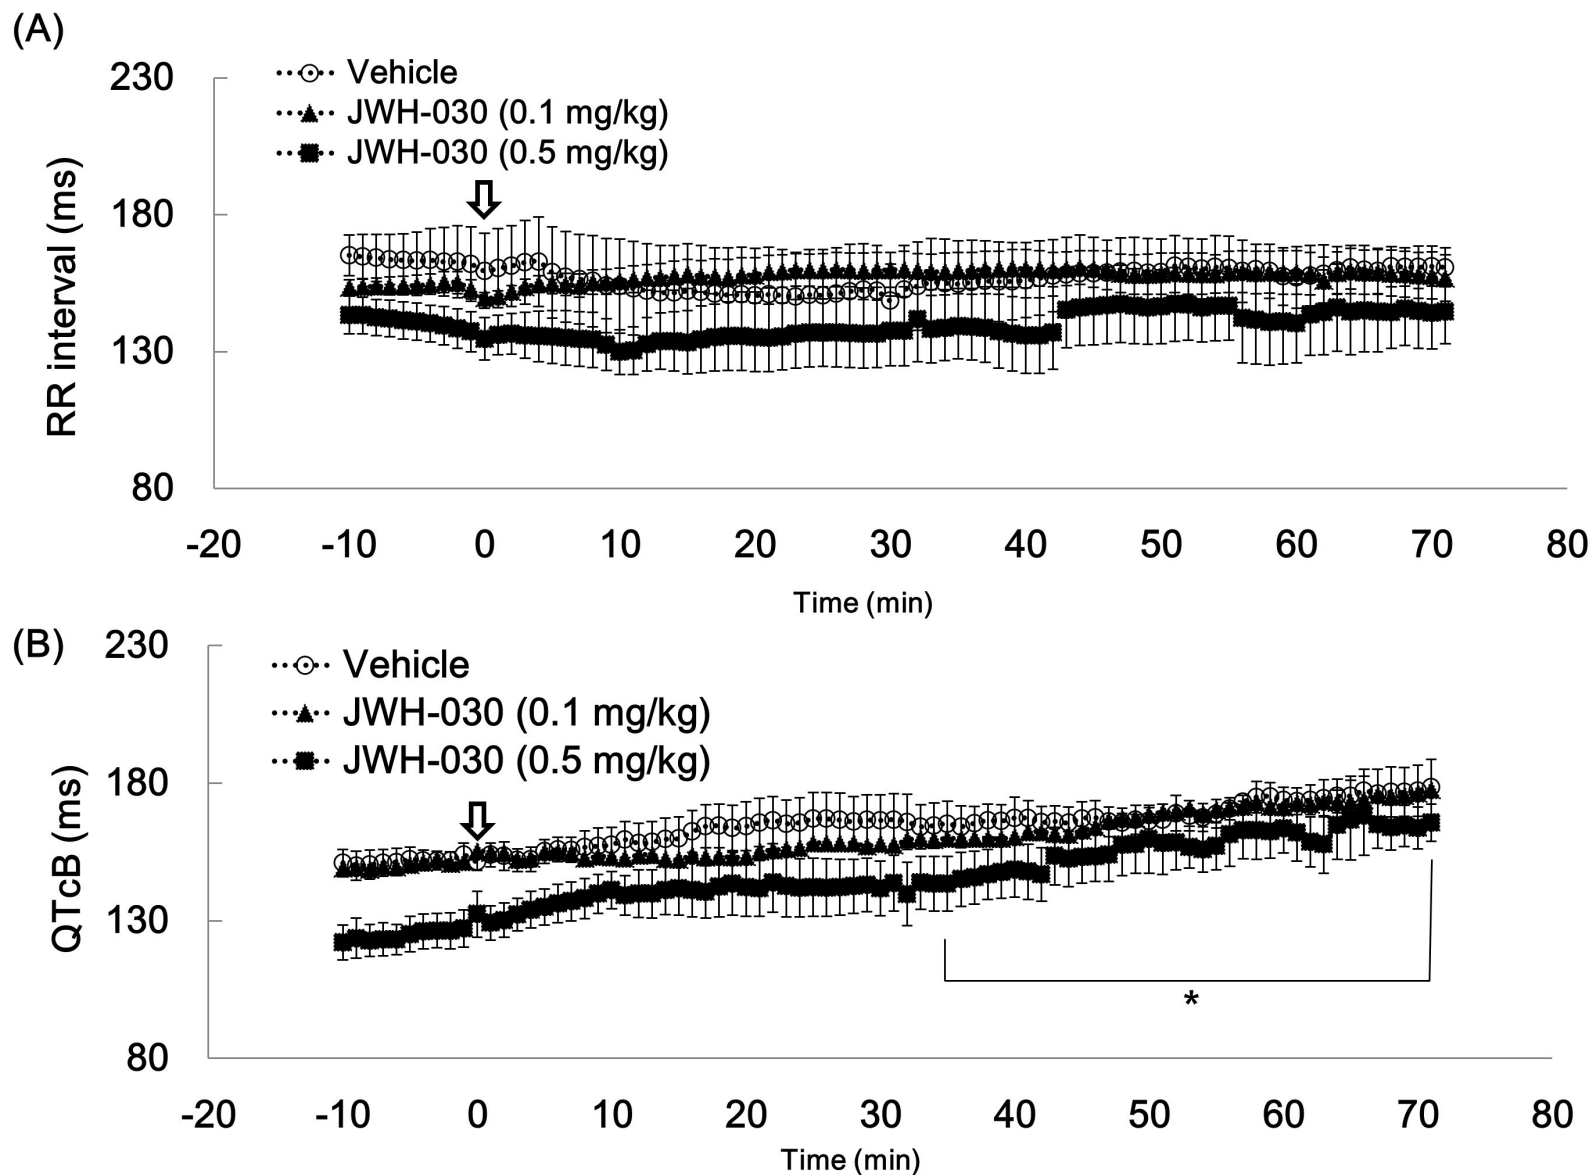 (A)
230
Vehicle
JWH-030 (0.1 mg/kg)
JWH-030 (0.5 mg/kg)
180
RR interval (ms)
130
80
-20 -10 0 10 20 30 40 50 60 70 80
Time (min)
(B)
230
Vehicle
JWH-030 (0.1 mg/kg)
JWH-030 (0.5 mg/kg)
180
QTcB (ms)
130
*
80
-20 -10 0 10 20 30 40 50 60 70 80
Time (min)